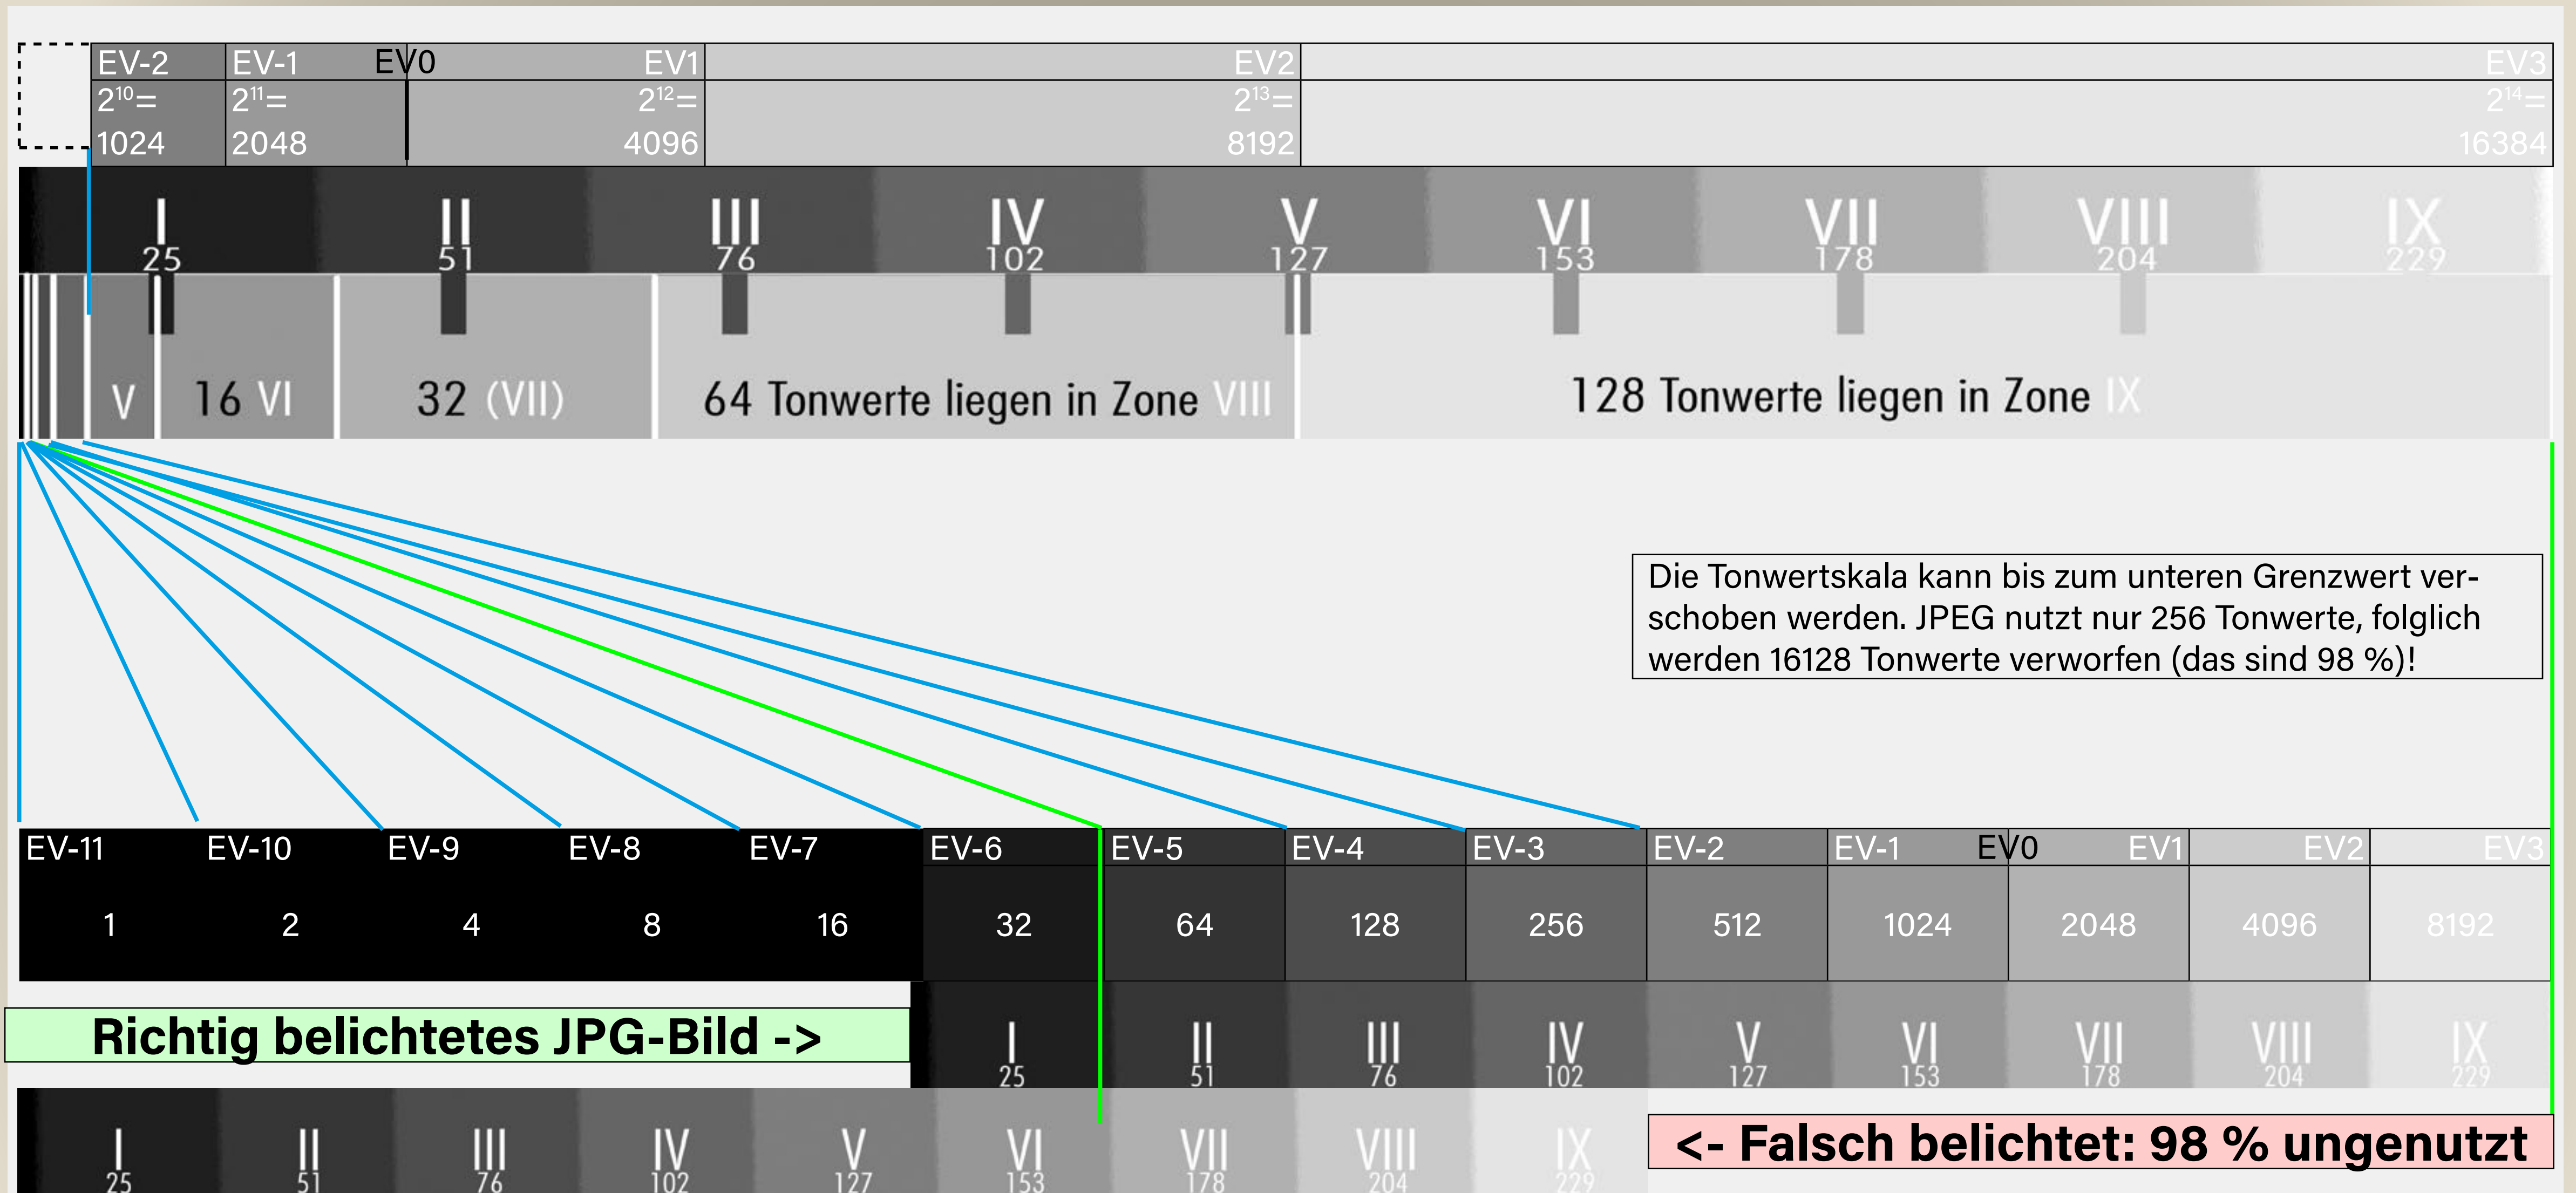 EV-2 EV-1 EV0 EV1 EV2 EV3
2¹⁰= 2¹¹= 2¹²= 2¹³= 2¹⁴=
1024 2048 4096 8192 16384
I II III IV V VI VII VIII IX
25 51 76 102 127 153 178 204 229
V 16 VI 32 (VII) 64 Tonwerte liegen in Zone VIII 128 Tonwerte liegen in Zone IX
Die Tonwertskala kann bis zum unteren Grenzwert ver-
schoben werden. JPEG nutzt nur 256 Tonwerte, folglich
werden 16128 Tonwerte verworfen (das sind 98 %)!
EV-11 EV-10 EV-9 EV-8 EV-7 EV-6 EV-5 EV-4 EV-3 EV-2 EV-1 EV0 EV1 EV2 EV3
1 2 4 8 16 32 64 128 256 512 1024 2048 4096 8192
Richtig belichtetes JPG-Bild ->
I II III IV V VI VII VIII IX
25 51 76 102 127 153 178 204 229
I II III IV V VI VII VIII IX
25 51 76 102 127 153 178 204 229
<- Falsch belichtet: 98 % ungenutzt